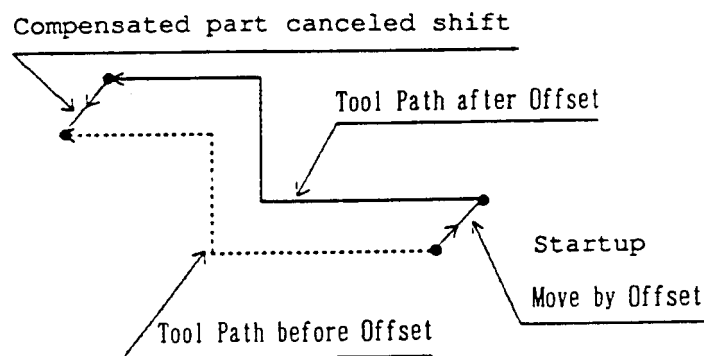 Compensated part canceled shift
Tool Path after Offset
Startup
Move by Offset
Tool Path before Offset